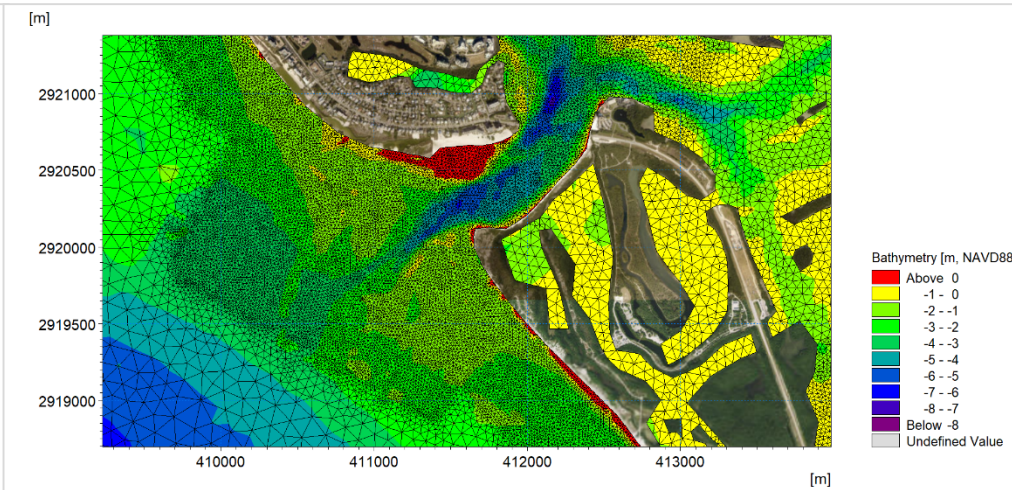 [m]
2921000
2920500
2920000
2919500
2919000
410000
411000
412000
413000
[m]
Bathymetry [m, NAVD88
Above 0
-1 - 0
-2 - -1
-3 - -2
-4 - -3
-5 - -4
-6 - -5
-7 - -6
-8 - -7
Below -8
Undefined Value